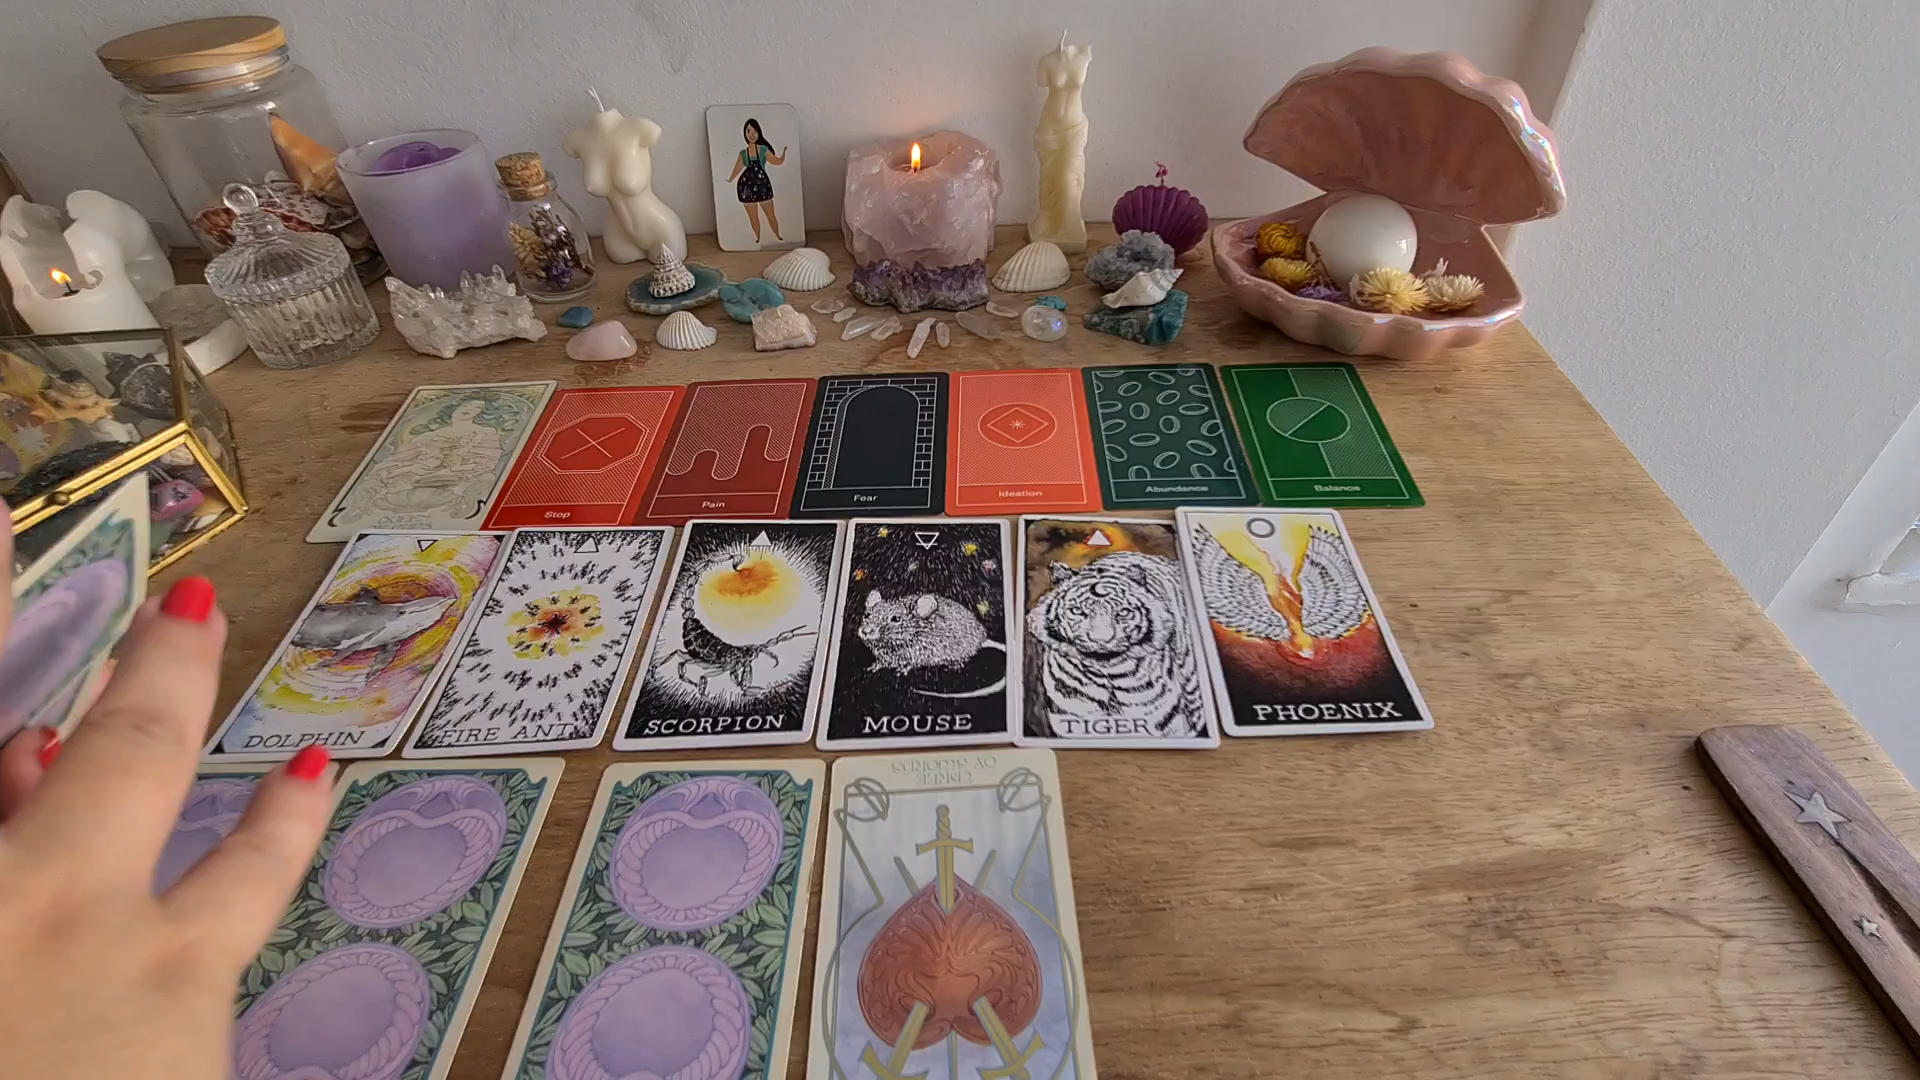 Stop
Pain
Fear
Ideation
Abundance
Balance
DOLPHIN
FIRE ANT
SCORPION
MOUSE
TIGER
PHOENIX